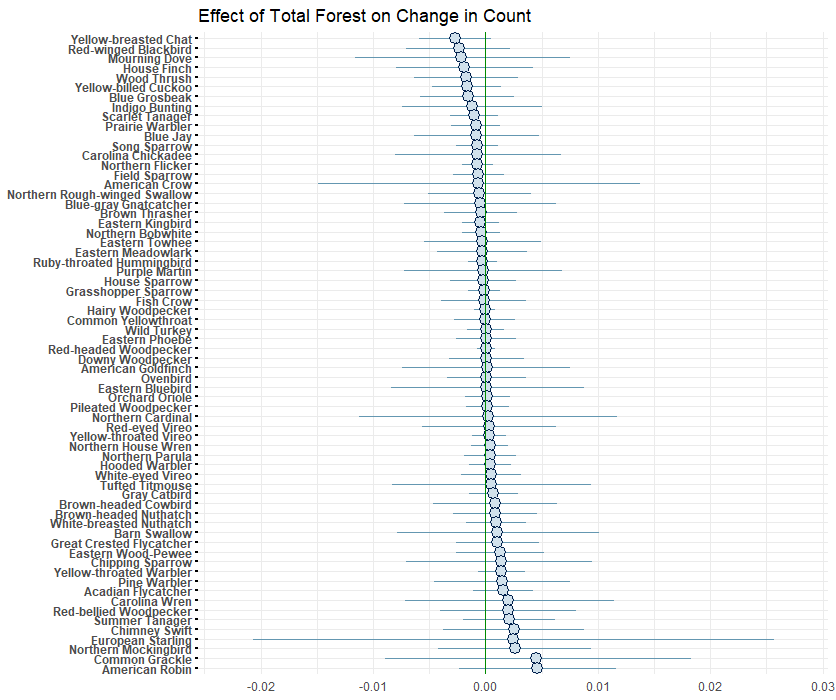 Effect of Total Forest on Change in Count
Yellow-breasted Chat
Red-winged Blackbird
Mourning Dove
House Finch
Wood Thrush
Yellow-billed Cuckoo
Blue Grosbeak
Indigo Bunting
Scarlet Tanager
Prairie Warbler
Blue Jay
Song Sparrow
Carolina Chickadee
Northern Flicker
Field Sparrow
American Crow
Northern Rough-winged Swallow
Blue-gray Gnatcatcher
Brown Thrasher
Eastern Kingbird
Northern Bobwhite
Eastern Towhee
Eastern Meadowlark
Ruby-throated Hummingbird
Purple Martin
House Sparrow
Grasshopper Sparrow
Fish Crow
Hairy Woodpecker
Common Yellowthroat
Wild Turkey
Eastern Phoebe
Red-headed Woodpecker
Downy Woodpecker
American Goldfinch
Ovenbird
Eastern Bluebird
Orchard Oriole
Pileated Woodpecker
Northern Cardinal
Red-eyed Vireo
Yellow-throated Vireo
Northern House Wren
Northern Parula
Hooded Warbler
White-eyed Vireo
Tufted Titmouse
Gray Catbird
Brown-headed Cowbird
Brown-headed Nuthatch
White-breasted Nuthatch
Barn Swallow
Great Crested Flycatcher
Eastern Wood-Pewee
Chipping Sparrow
Yellow-throated Warbler
Pine Warbler
Acadian Flycatcher
Carolina Wren
Red-bellied Woodpecker
Summer Tanager
Chimney Swift
European Starling
Northern Mockingbird
Common Grackle
American Robin
-0.02 -0.01 0.00 0.01 0.02 0.03